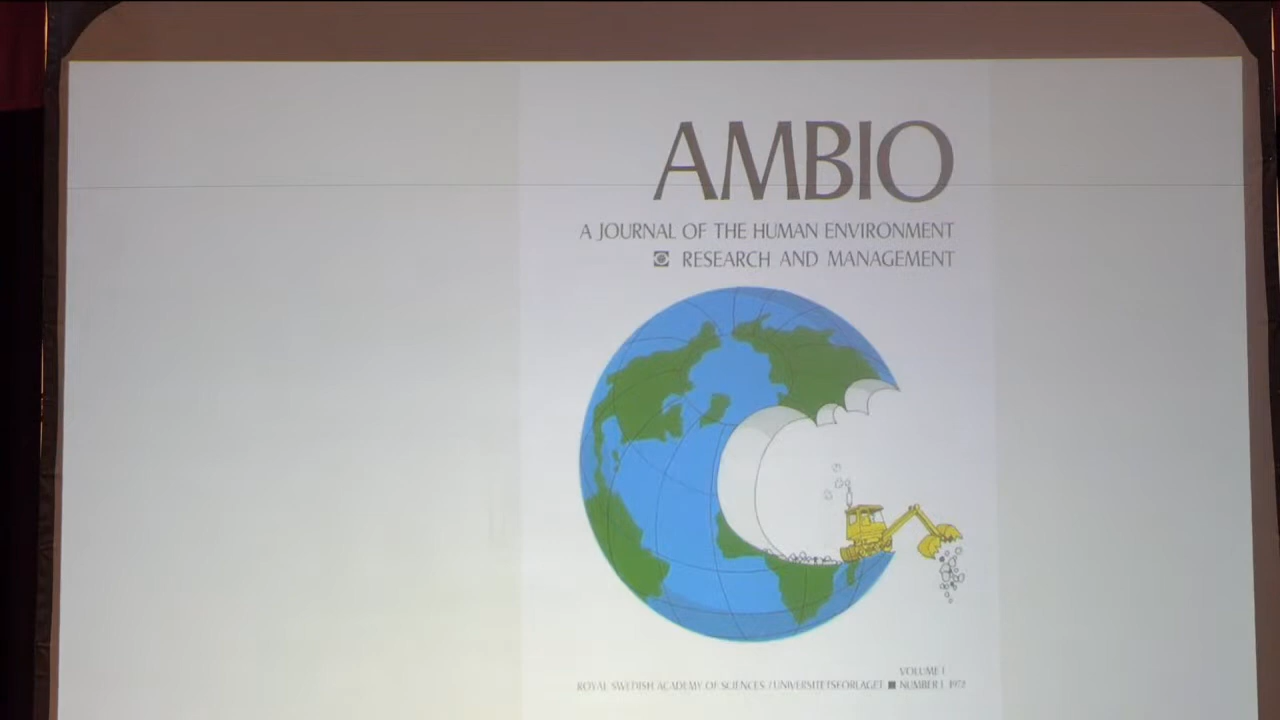 AMBIO
A JOURNAL OF THE HUMAN ENVIRONMENT
RESEARCH AND MANAGEMENT
VOLUME I
ROYAL SWEDISH ACADEMY OF SCIENCES / UNIVERSITETSFORLAGET ■ NUMBER 1 1972